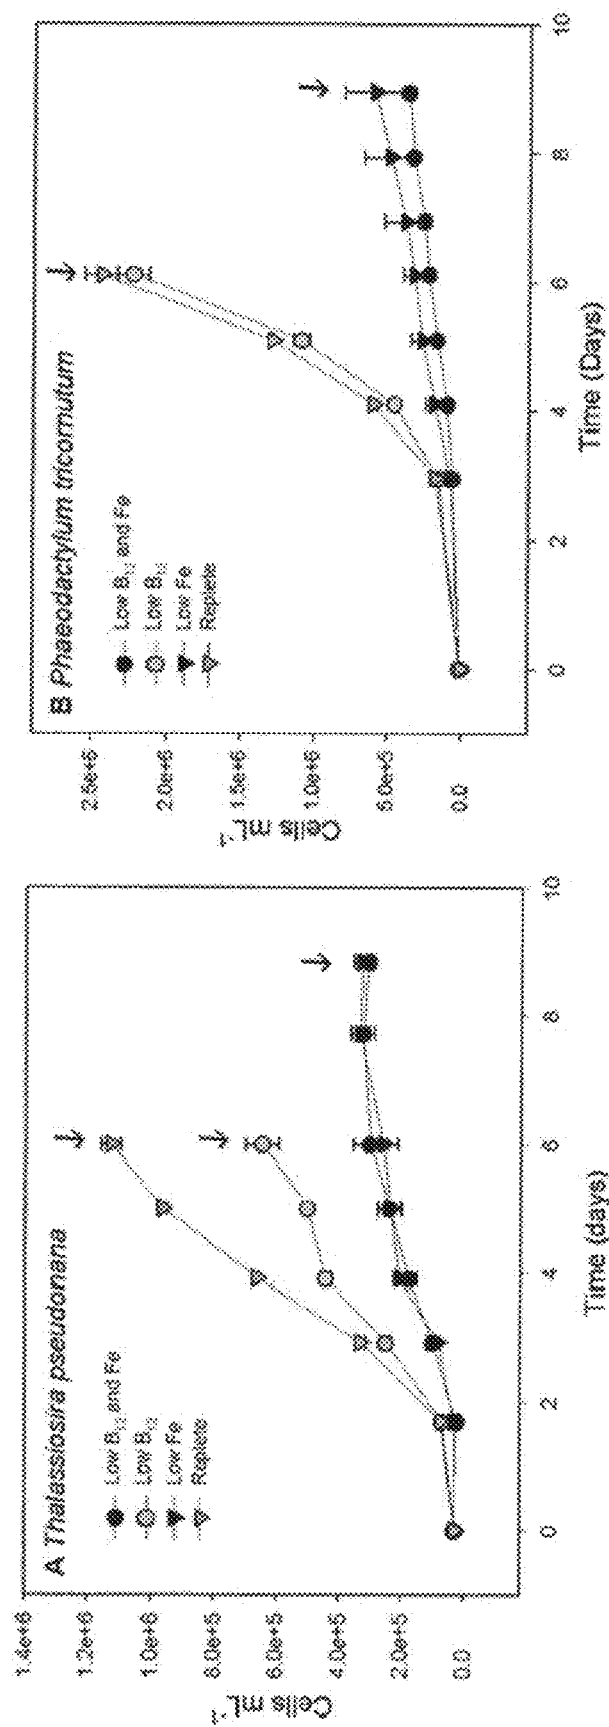 A Thalassiosira pseudonana
Low B₁₂ and Fe
Low B₁₂
Low Fe
Replete
1.4e+6
1.2e+6
1.0e+6
8.0e+5
6.0e+5
4.0e+5
2.0e+5
0.0
Cells mL⁻¹
0 2 4 6 8 10
Time (days)
B Phaeodactylum tricornutum
Low B₁₂ and Fe
Low B₁₂
Low Fe
Replete
2.5e+6
2.0e+6
1.5e+6
1.0e+6
5.0e+5
0.0
Cells mL⁻¹
0 2 4 6 8 10
Time (Days)